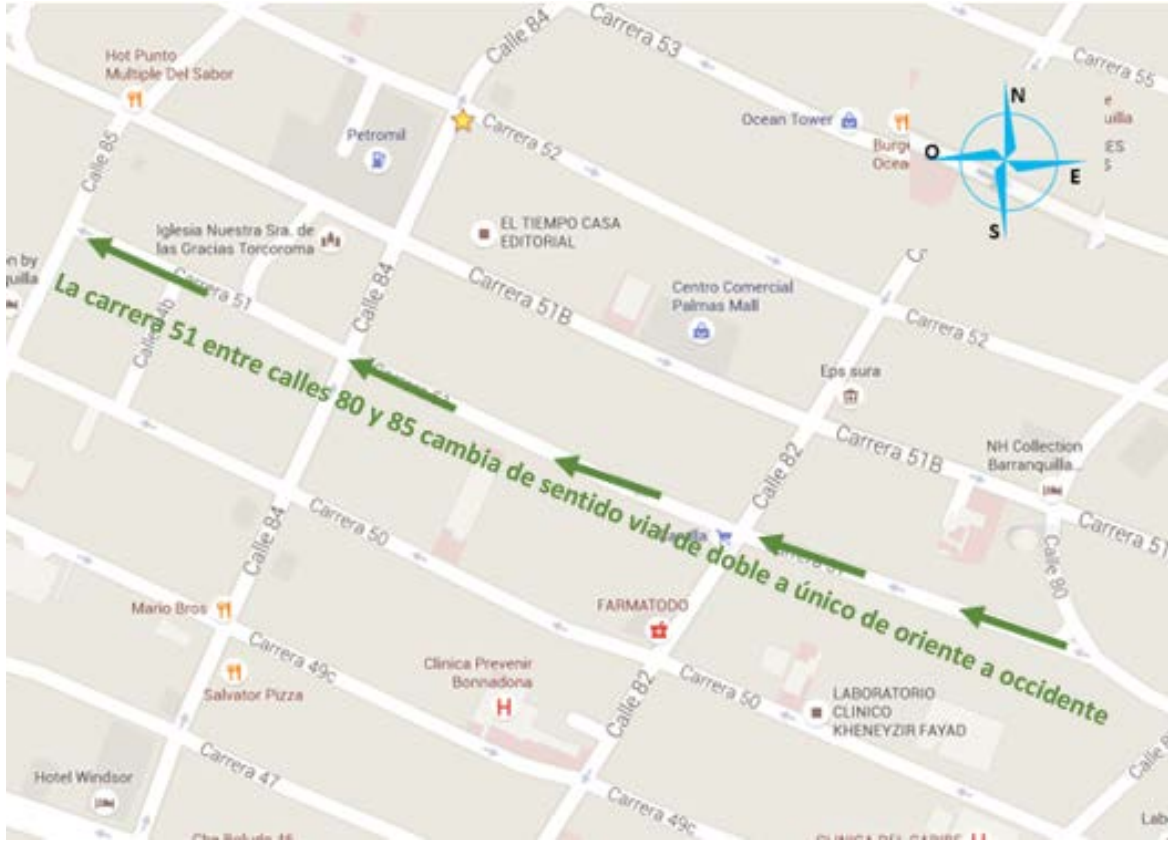 Calle 84
Carrera 53
Carrera 55
Hot Punto
Multiple Del Sabor
N
Ocean Tower
Petromil
Carrera 52
O
E
ES
S
S
Calle 85
Iglesia Nuestra Sra. de
las Gracias Torcoroma
EL TIEMPO CASA
EDITORIAL
Calle 84
Carrera 51
Carrera 51B
Centro Comercial
Palmas Mall
Carrera 52
Eps sura
La carrera 51 entre calles 80 y 85 cambia de sentido vial de doble a único de oriente a occidente
Carrera 51B
NH Collection
Barranquilla...
Calle 82
Calle 84
Carrera 50
Calle 80
Mario Bros
FARMATODO
Carrera 49c
Clinica Prevenir
Bonnadona
Salvator Pizza
Calle 82
Carrera 50
LABORATORIO
CLINICO
KHENEYZIR FAYAD
Carrera 47
Hotel Windsor
Carrera 49c